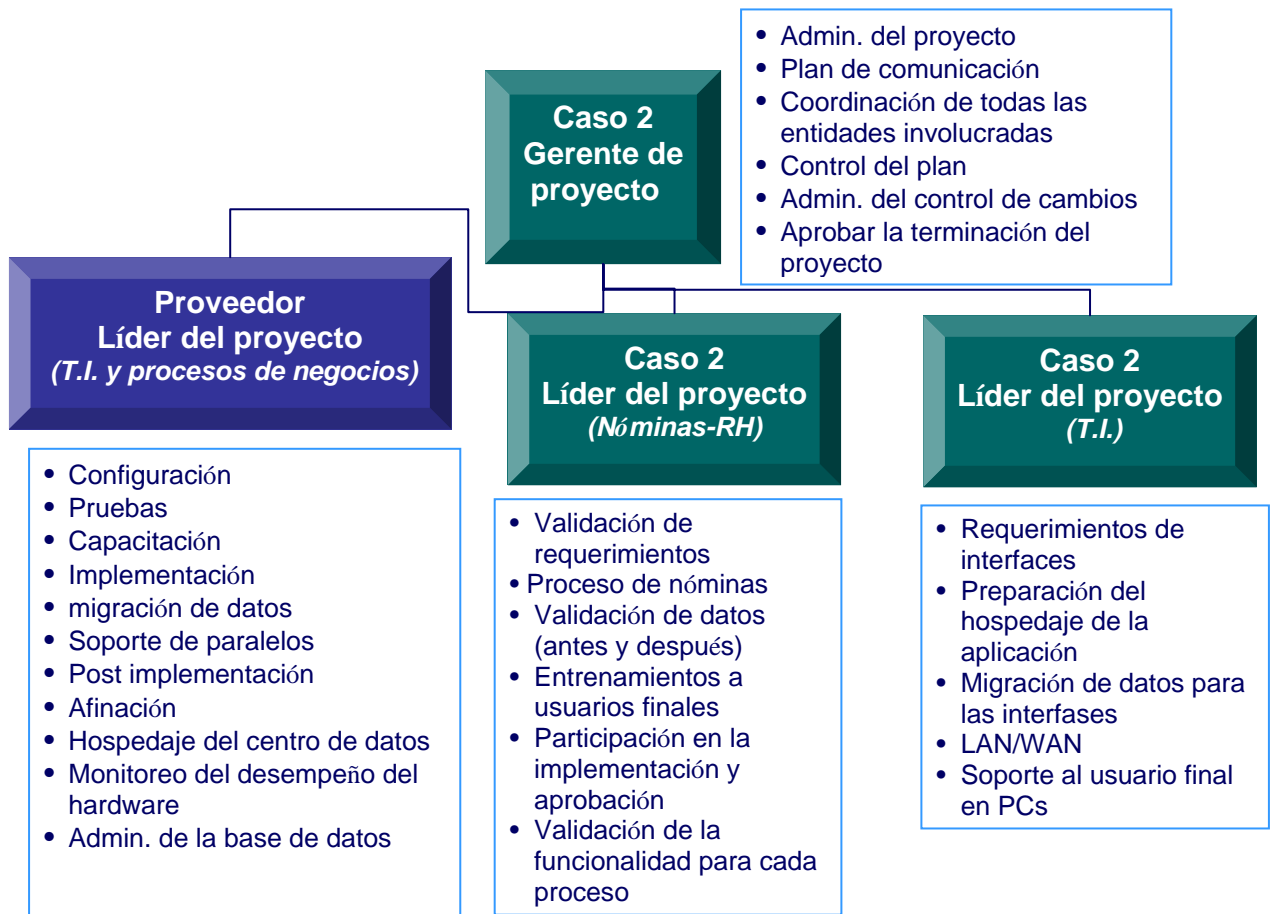 Caso 2
Gerente de
proyecto
• Admin. del proyecto
• Plan de comunicación
• Coordinación de todas las
entidades involucradas
• Control del plan
• Admin. del control de cambios
• Aprobar la terminación del
proyecto
Proveedor
Líder del proyecto
(T.I. y procesos de negocios)
• Configuración
• Pruebas
• Capacitación
• Implementación
• migración de datos
• Soporte de paralelos
• Post implementación
• Afinación
• Hospedaje del centro de datos
• Monitoreo del desempeño del
hardware
• Admin. de la base de datos
Caso 2
Líder del proyecto
(Nóminas-RH)
• Validación de
requerimientos
• Proceso de nóminas
• Validación de datos
(antes y después)
• Entrenamientos a
usuarios finales
• Participación en la
implementación y
aprobación
• Validación de la
funcionalidad para cada
proceso
Caso 2
Líder del proyecto
(T.I.)
• Requerimientos de
interfaces
• Preparación del
hospedaje de la
aplicación
• Migración de datos para
las interfases
• LAN/WAN
• Soporte al usuario final
en PCs